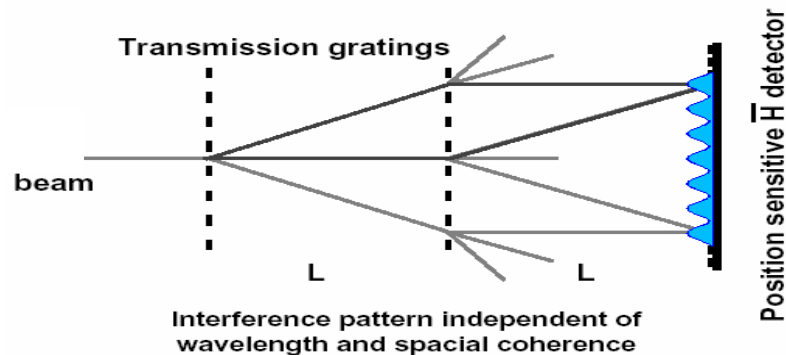 Transmission gratings
beam
L
L
Interference pattern independent of
wavelength and spacial coherence
Position sensitive H̅ detector